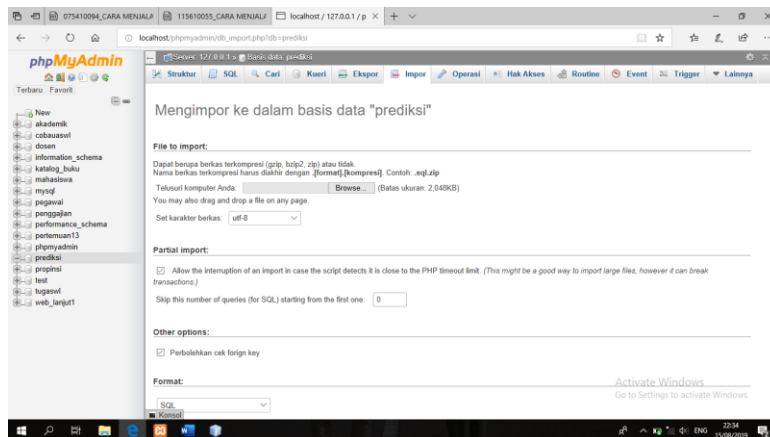 075410094_CARA MENJALA
115610055_CARA MENJALA
localhost / 127.0.0.1 / p
localhost/phpmyadmin/db_import.php?db=prediksi
phpMyAdmin
Terbaru Favorit
New
akademik
cobauaswl
dosen
information_schema
katalog_buku
mahasiswa
mysql
pegawai
penggajian
performance_schema
pertemuan13
phpmyadmin
prediksi
propinsi
test
tugaswl
web_lanjut1
Server: 127.0.0.1 » Basis data: prediksi
Struktur SQL Cari Kueri Ekspor Impor Operasi Hak Akses Routine Event Trigger Lainnya
Mengimpor ke dalam basis data "prediksi"
File to import:
Dapat berupa berkas terkompresi (gzip, bzip2, zip) atau tidak.
Nama berkas terkompresi harus diakhir dengan .[format].[kompresi]. Contoh: .sql.zip
Telusuri komputer Anda: Browse... (Batas ukuran: 2,048KB)
You may also drag and drop a file on any page.
Set karakter berkas: utf-8
Partial import:
Allow the interruption of an import in case the script detects it is close to the PHP timeout limit. (This might be a good way to import large files, however it can break
transactions.)
Skip this number of queries (for SQL) starting from the first one: 0
Other options:
Perbolehkan cek forign key
Format:
SQL
Konsol
Activate Windows
Go to Settings to activate Windows.
ENG
22:34
15/08/2019